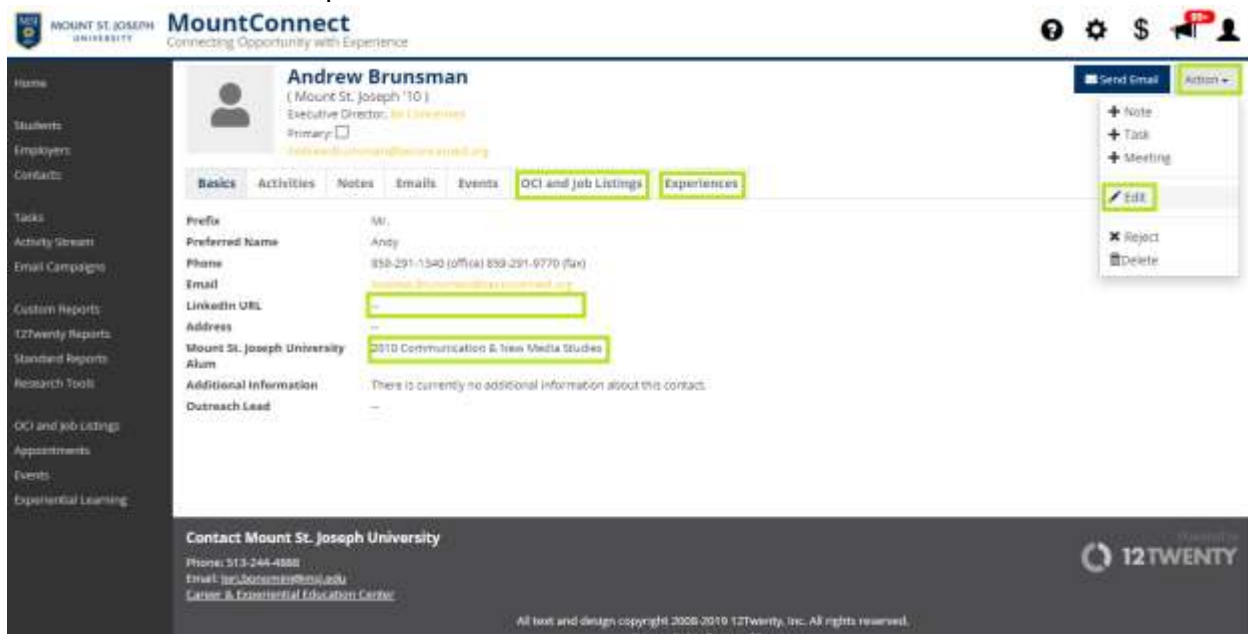 MOUNT ST. JOSEPH
UNIVERSITY
MountConnect
Connecting Opportunity with Experience
$
99+
Home
Students
Employers
Contacts
Tasks
Activity Stream
Email Campaigns
Custom Reports
12Twenty Reports
Standard Reports
Research Tools
OCI and Job Listings
Appointments
Events
Experiential Learning
Andrew Brunsman
( Mount St. Joseph '10 )
Executive Director,
Primary:
Send Email
Action
Note
Task
Meeting
Edit
Reject
Delete
Basics Activities Notes Emails Events OCI and Job Listings Experiences
Prefix Mr.
Preferred Name Andy
Phone 859-291-1340 (office) 859-291-9770 (fax)
Email
LinkedIn URL --
Address --
Mount St. Joseph University Alum 2010 Communication & New Media Studies
Additional Information There is currently no additional information about this contact.
Outreach Lead --
Contact Mount St. Joseph University
Phone: 513-244-4888
Email:
Career & Experiential Education Center
Powered by
12TWENTY
All text and design copyright 2008-2019 12Twenty, Inc. All rights reserved.